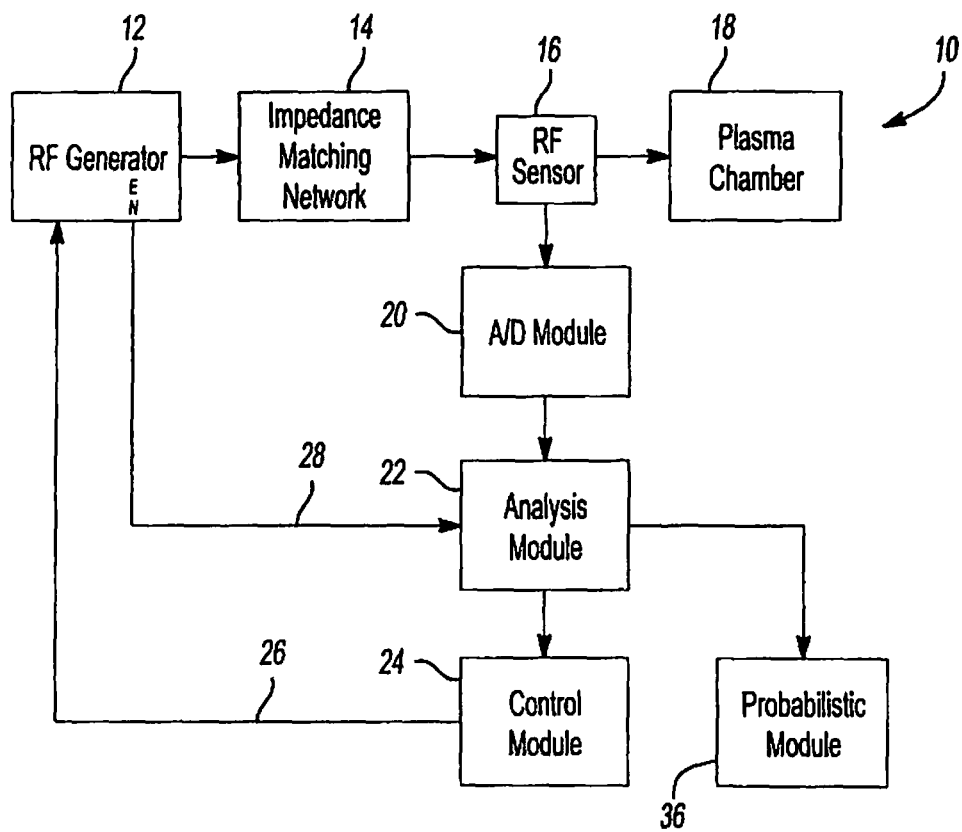 12
14
16
18
10
RF Generator
E
N
Impedance
Matching
Network
RF
Sensor
Plasma
Chamber
20
A/D Module
28
22
Analysis
Module
26
24
Control
Module
Probabilistic
Module
36